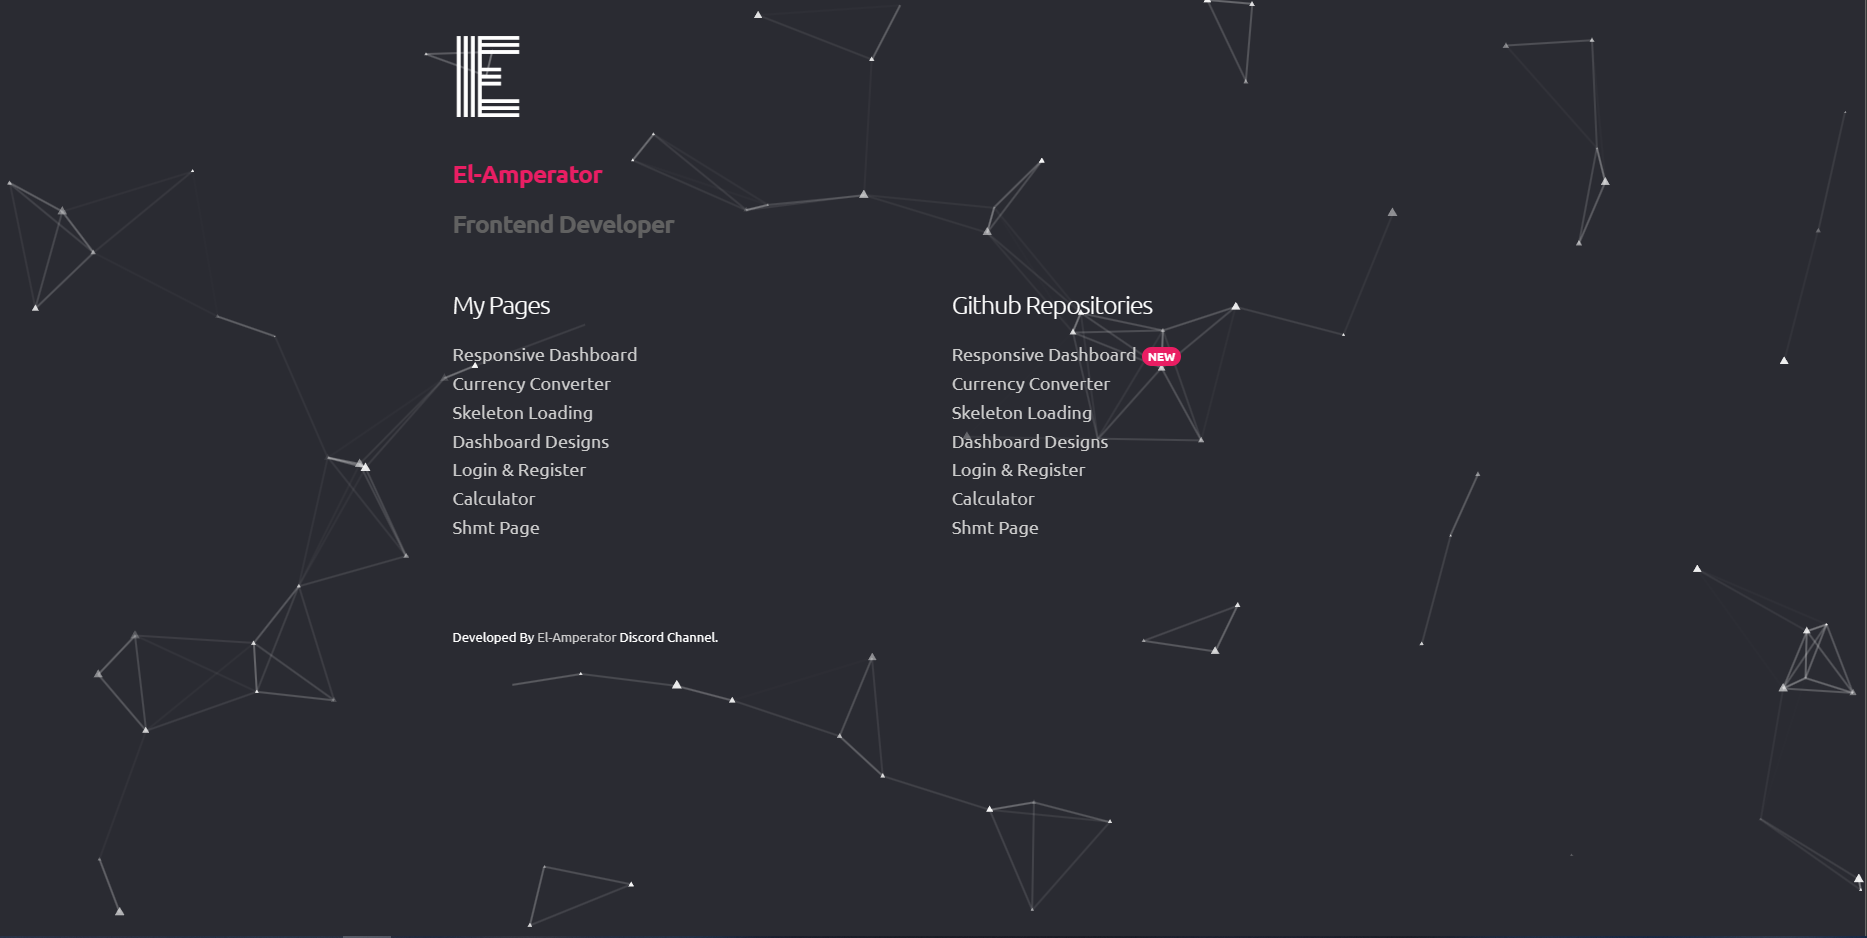 E
El-Amperator
Frontend Developer
My Pages
Responsive Dashboard
Currency Converter
Skeleton Loading
Dashboard Designs
Login & Register
Calculator
Shmt Page
Github Repositories
Responsive Dashboard NEW
Currency Converter
Skeleton Loading
Dashboard Designs
Login & Register
Calculator
Shmt Page
Developed By El-Amperator Discord Channel.